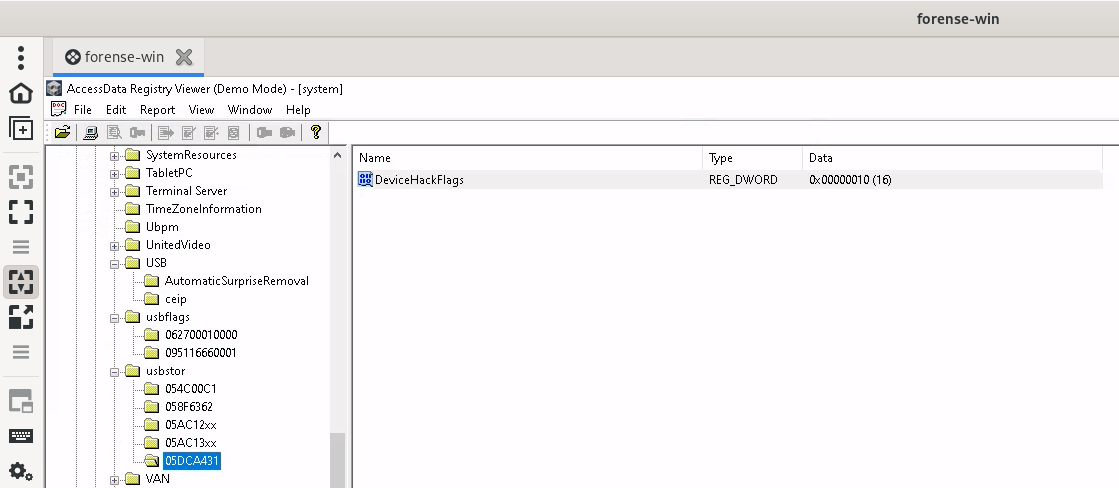 forense-win
forense-win
AccessData Registry Viewer (Demo Mode) - [system]
File Edit Report View Window Help
SystemResources
TabletPC
Terminal Server
TimeZoneInformation
Ubpm
UnitedVideo
USB
AutomaticSurpriseRemoval
ceip
usbflags
062700010000
095116660001
usbstor
054C00C1
058F6362
05AC12xx
05AC13xx
05DCA431
VAN
Name Type Data
DeviceHackFlags REG_DWORD 0x00000010 (16)